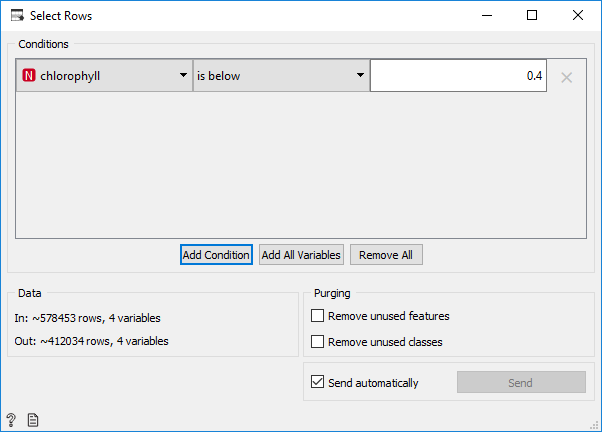 Select Rows
Conditions
N chlorophyll is below 0.4
Add Condition Add All Variables Remove All
Data
In: ~578453 rows, 4 variables
Out: ~412034 rows, 4 variables
Purging
Remove unused features
Remove unused classes
Send automatically Send
?